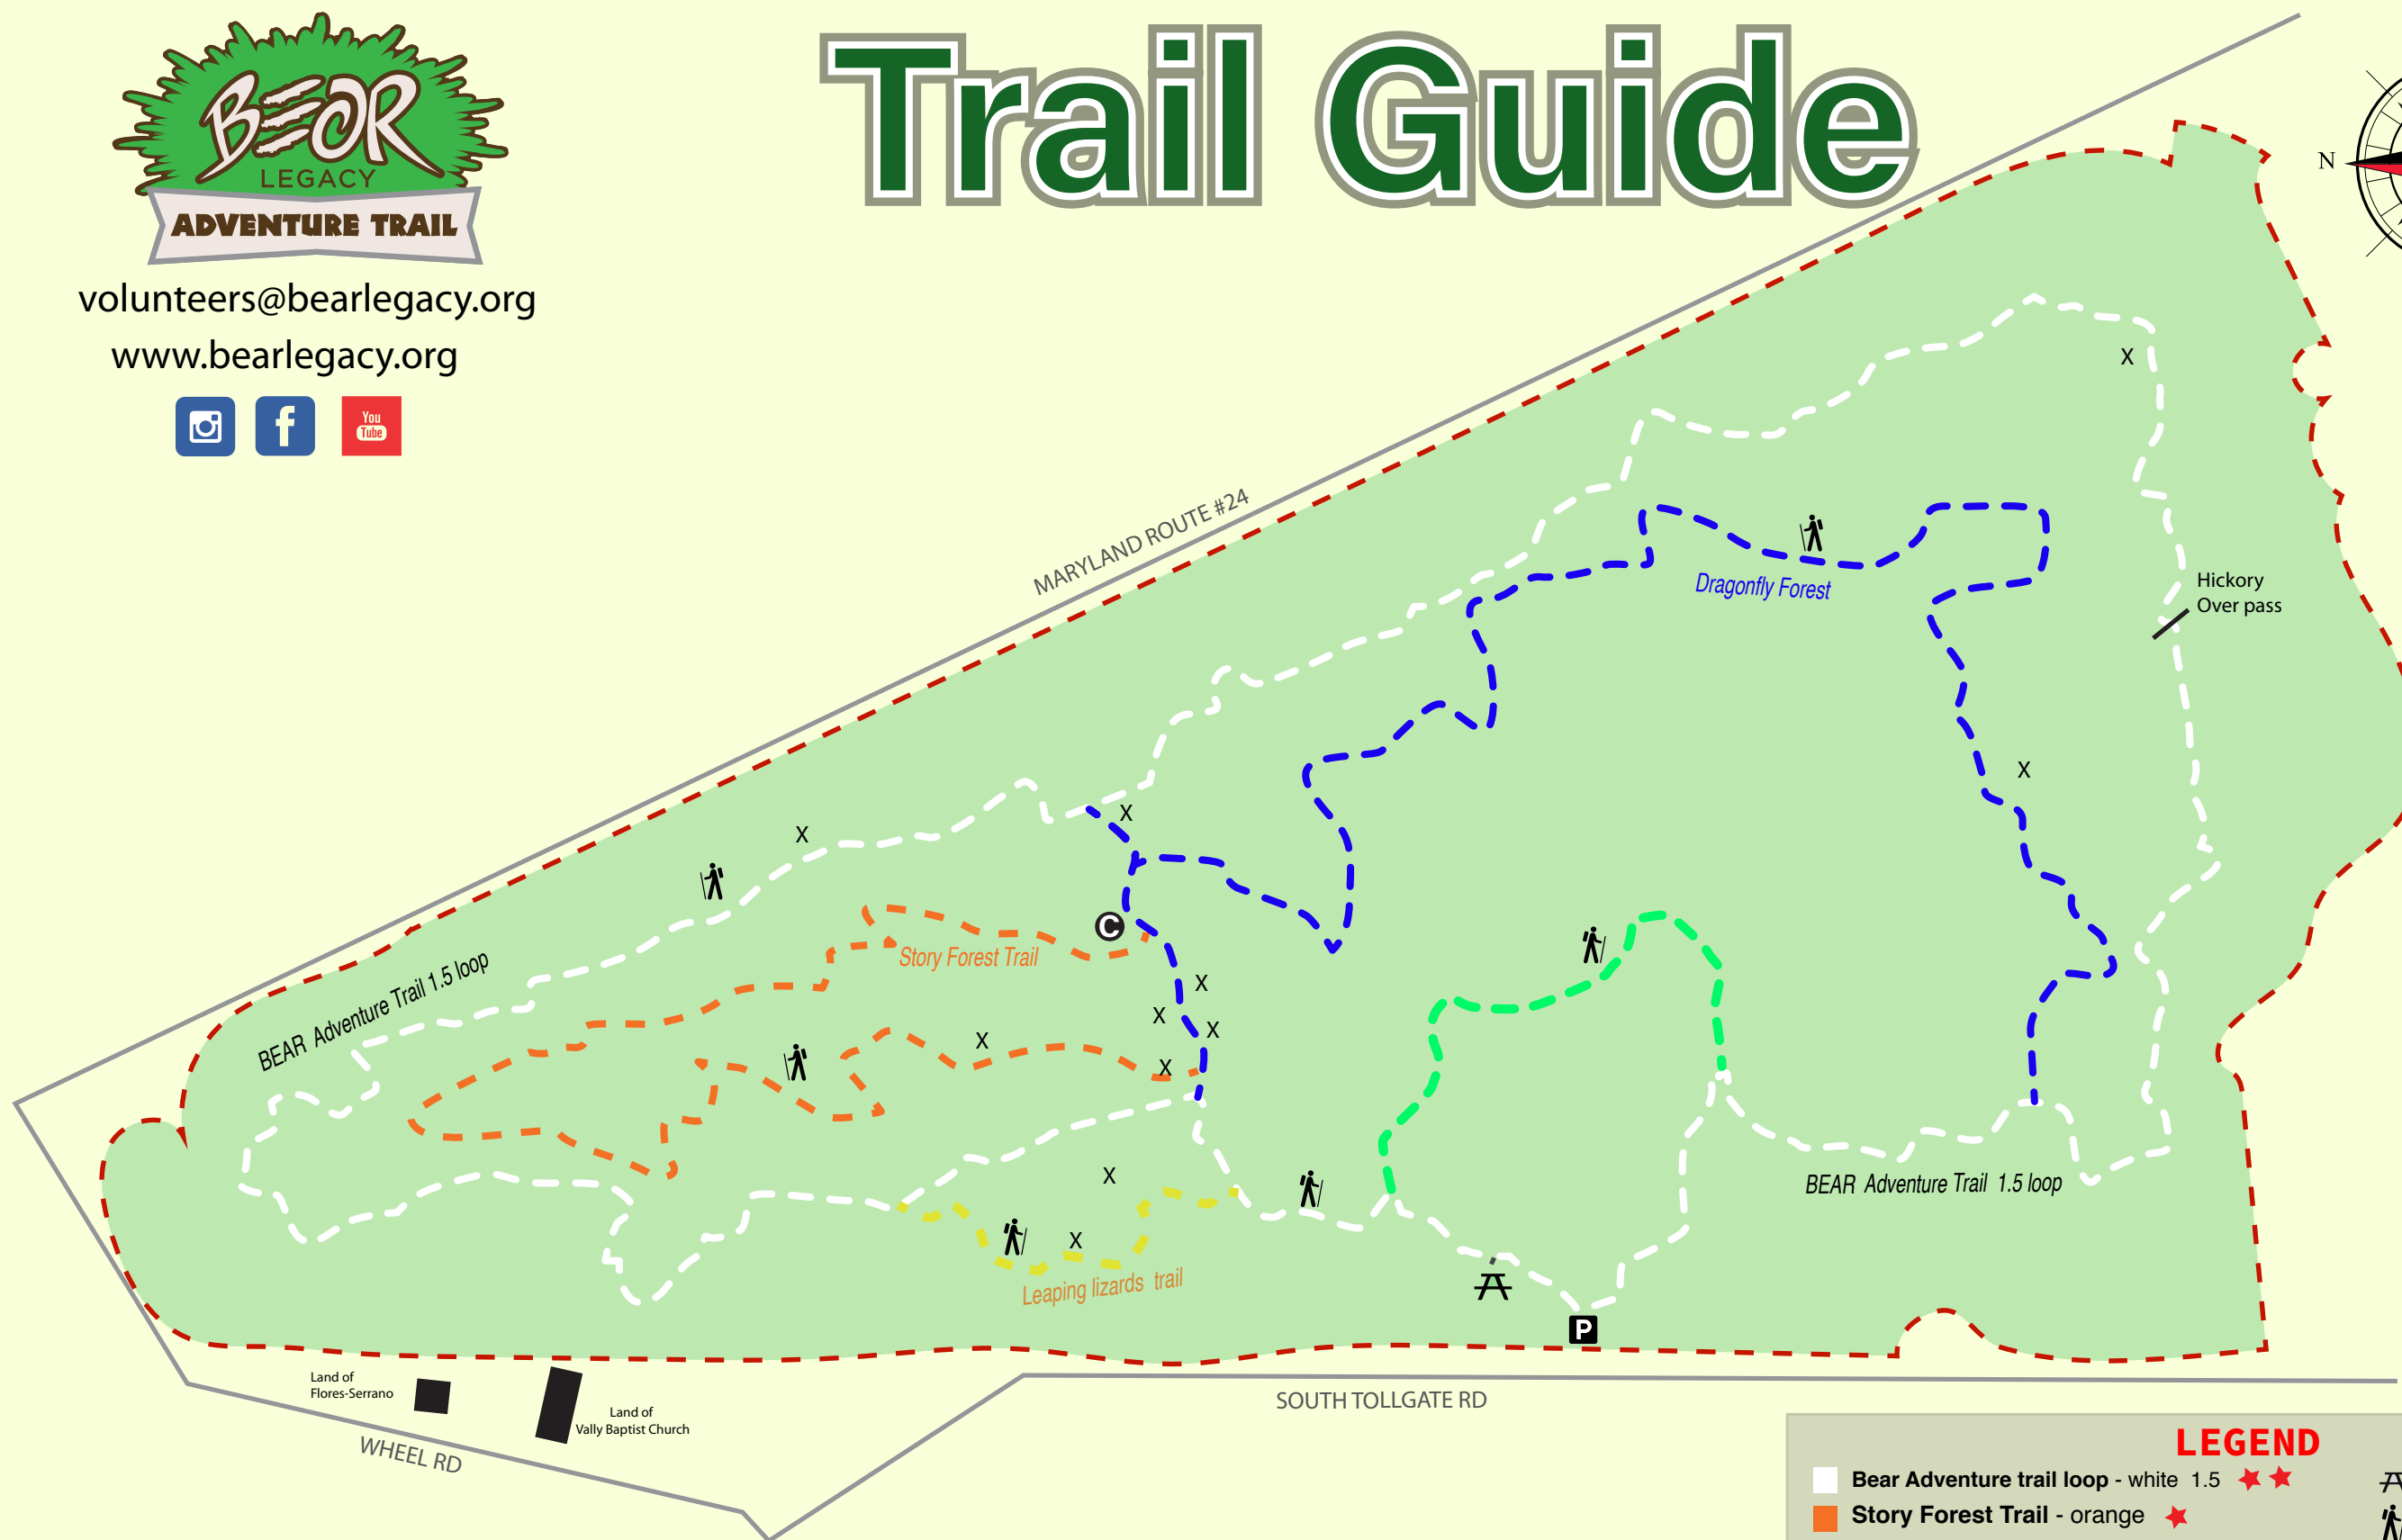 Trail Guide
BEAR
LEGACY
ADVENTURE TRAIL
volunteers@bearlegacy.org
www.bearlegacy.org
f
You
Tube
N
MARYLAND ROUTE #24
X
Dragonfly Forest
Hickory
Over pass
X
X
X
C
Story Forest Trail
BEAR Adventure Trail 1.5 loop
X
X
X
X
X
X
X
BEAR Adventure Trail 1.5 loop
Leaping lizards trail
P
Land of
Flores-Serrano
Land of
Vally Baptist Church
SOUTH TOLLGATE RD
WHEEL RD
LEGEND
Bear Adventure trail loop - white 1.5
Story Forest Trail - orange